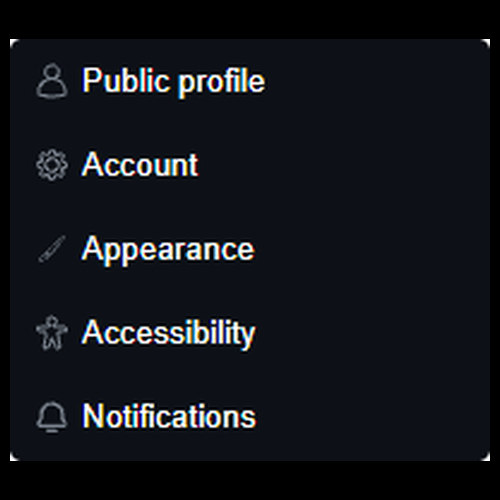 Public profile
Account
Appearance
Accessibility
Notifications